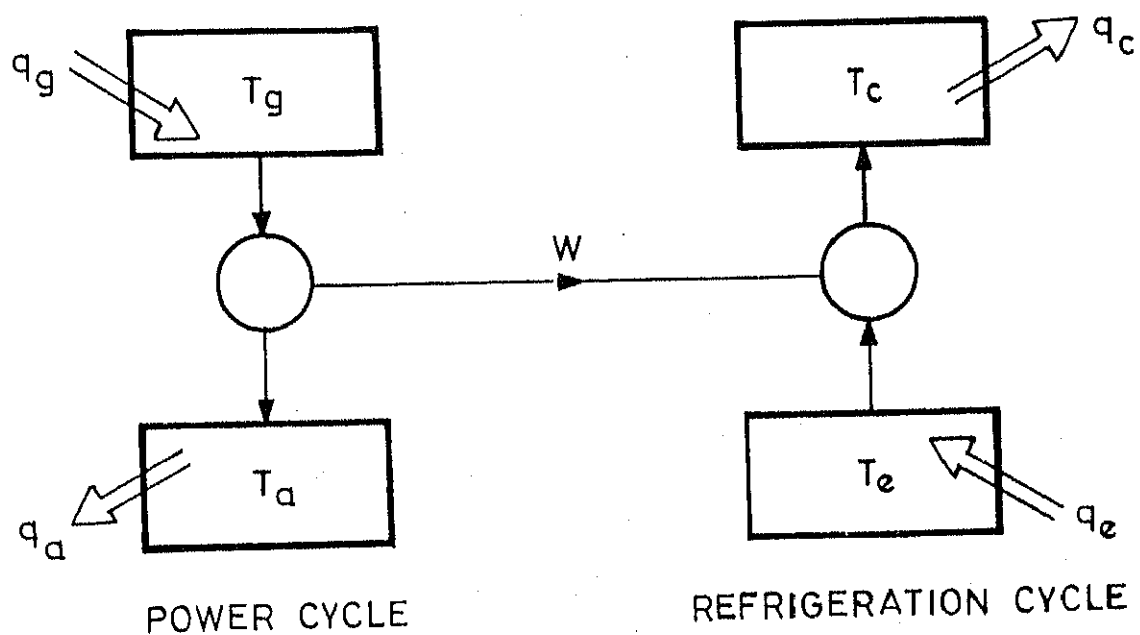 q_g
T_g
T_c
q_c
W
T_a
q_a
T_e
q_e
POWER CYCLE
REFRIGERATION CYCLE